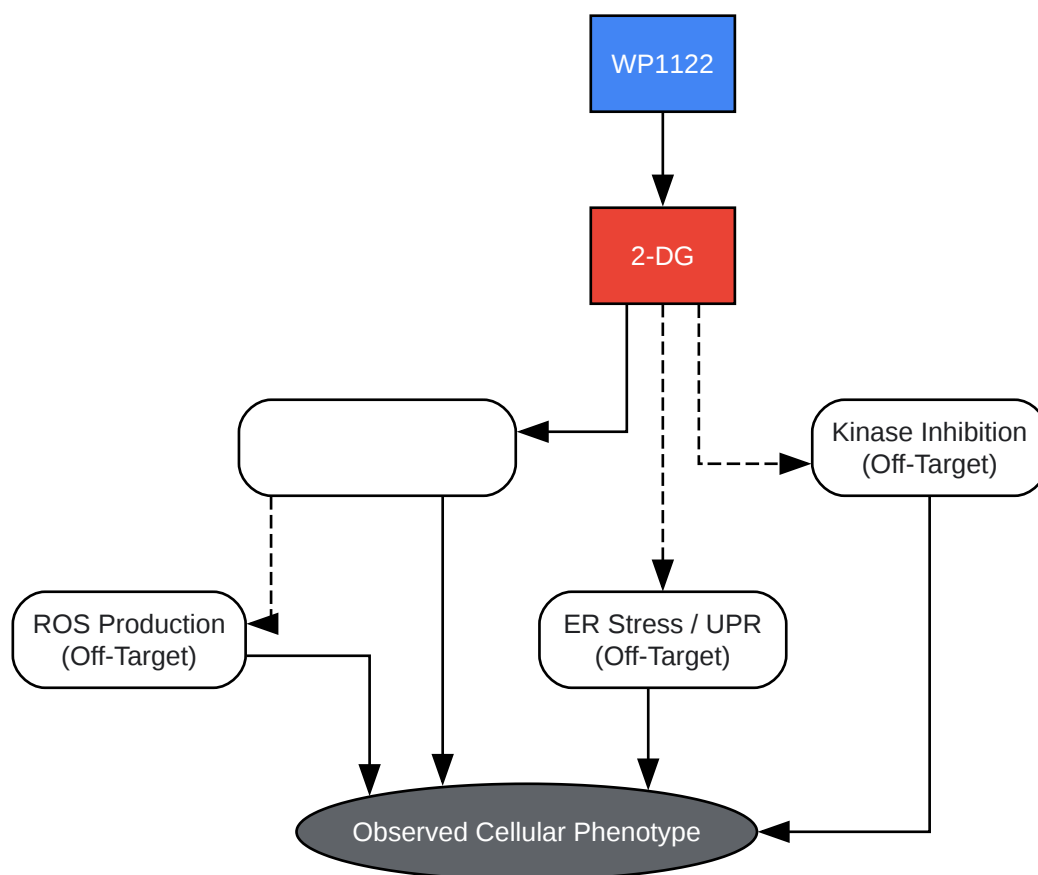 WP1122
2-DG
Kinase Inhibition
(Off-Target)
ROS Production
(Off-Target)
ER Stress / UPR
(Off-Target)
Observed Cellular Phenotype